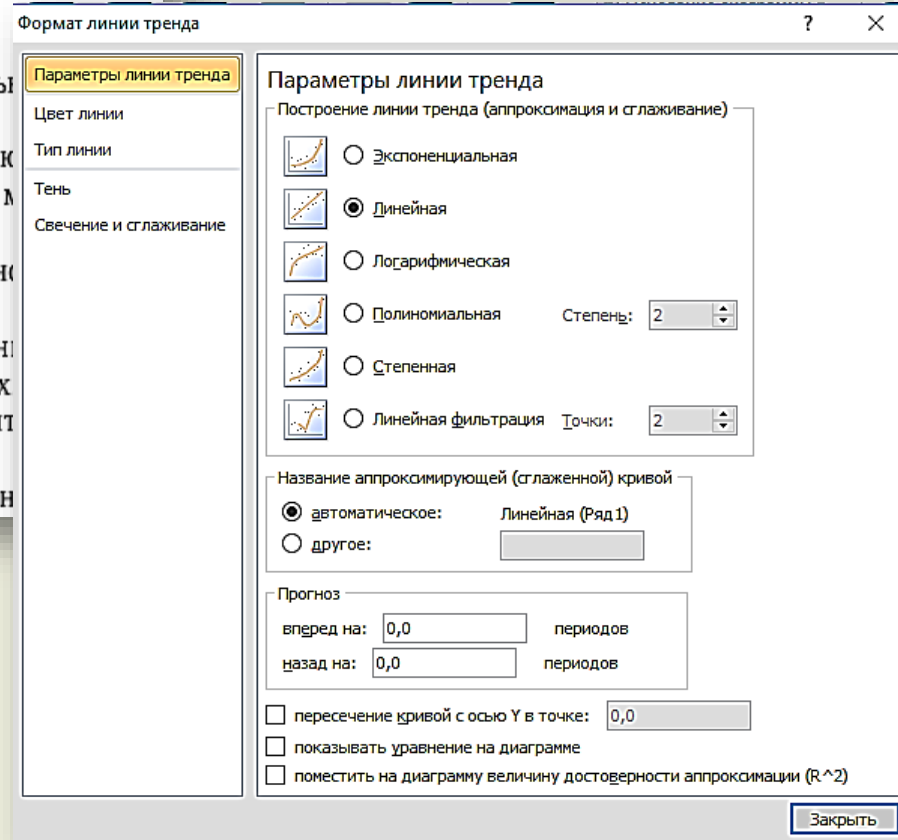 Формат линии тренда
?
Параметры линии тренда
Цвет линии
Тип линии
Тень
Свечение и сглаживание
Параметры линии тренда
Построение линии тренда (аппроксимация и сглаживание)
Экспоненциальная
Линейная
Логарифмическая
Полиномиальная Степень: 2
Степенная
Линейная фильтрация Точки: 2
Название аппроксимирующей (сглаженной) кривой
автоматическое: Линейная (Ряд1)
другое:
Прогноз
вперед на: 0,0 периодов
назад на: 0,0 периодов
пересечение кривой с осью Y в точке: 0,0
показывать уравнение на диаграмме
поместить на диаграмму величину достоверности аппроксимации (R^2)
Закрыть